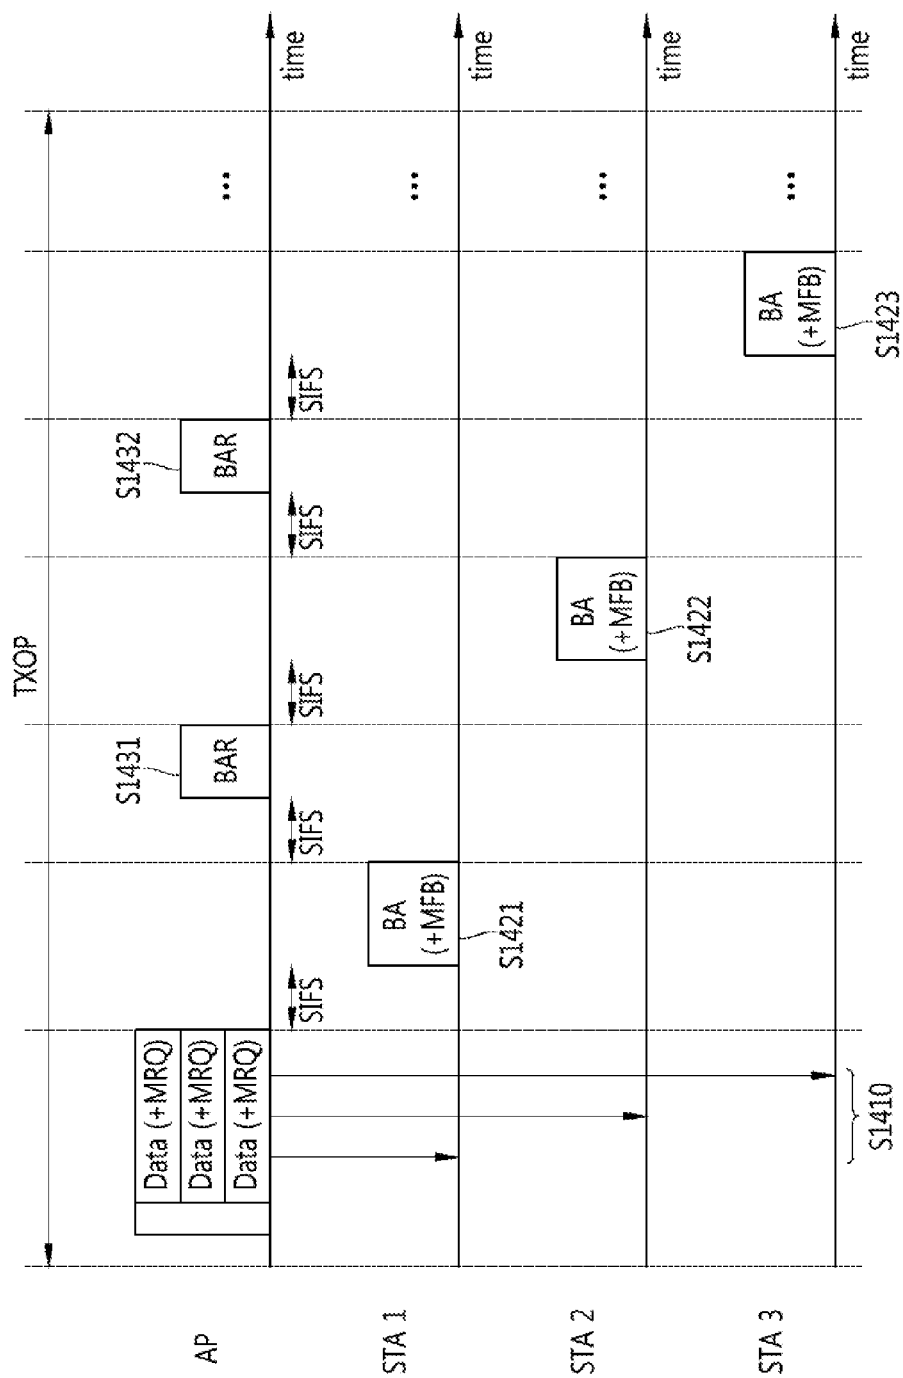 TXOP
AP
Data (+MRQ)
Data (+MRQ)
Data (+MRQ)
S1431
BAR
S1432
BAR
...
time
SIFS
SIFS
SIFS
SIFS
SIFS
STA 1
BA
(+MFB)
S1421
...
time
STA 2
BA
(+MFB)
S1422
...
time
STA 3
BA
(+MFB)
S1423
...
time
S1410